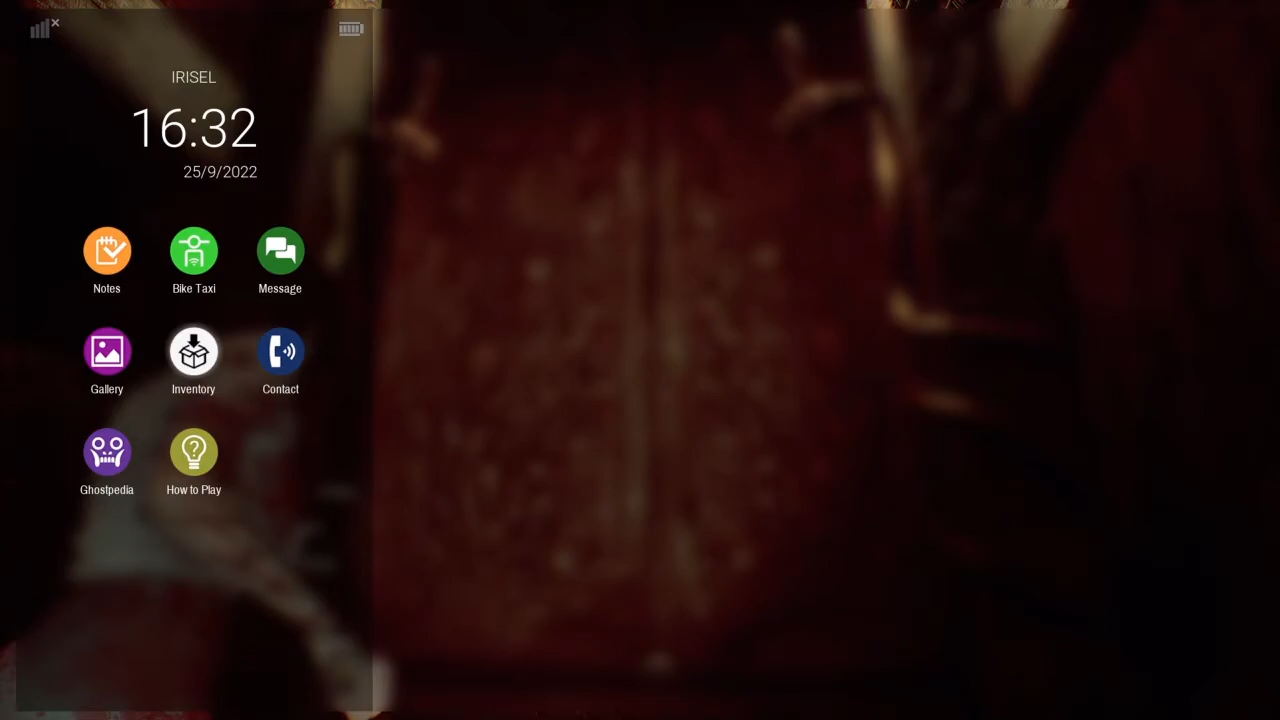 IRISEL
16:32
25/9/2022
Notes
Bike Taxi
Message
Gallery
Inventory
Contact
Ghostpedia
How to Play